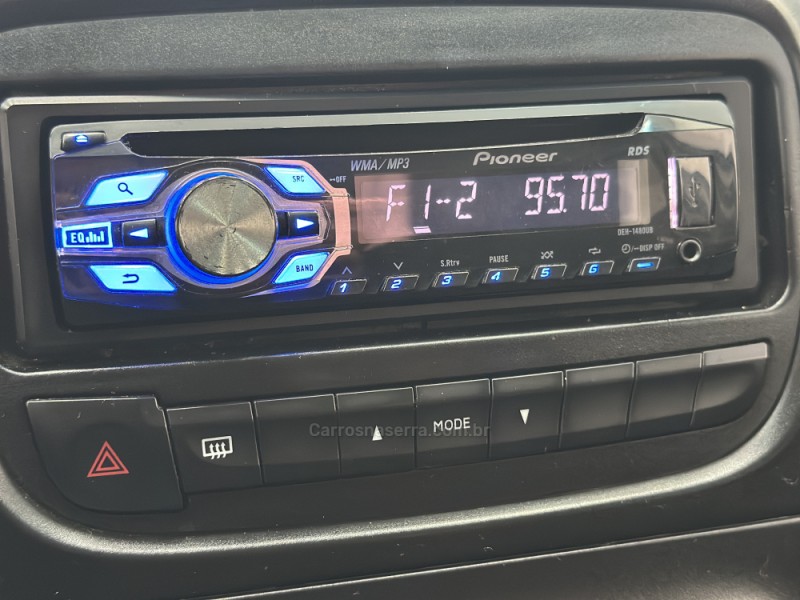 WMA/MP3 Pioneer RDS
SRC OFF
F1-2 95.70
EQ
DEH-1480UB
BAND
S.Rtrv PAUSE DISP OFF
1 2 3 4 5 6
MODE
Carrosnaserra.com.br